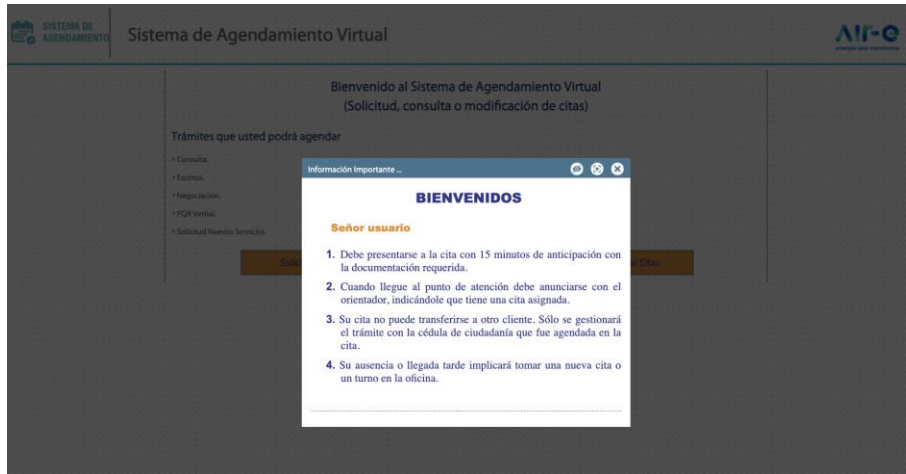 SISTEMA DE
AGENDAMIENTO
Sistema de Agendamiento Virtual
AIr-e
energía que transforma
Bienvenido al Sistema de Agendamiento Virtual
(Solicitud, consulta o modificación de citas)
Trámites que usted podrá agendar
Consulta.
Escritos.
Negociación.
PQR Verbal.
Solicitud Nuevos Servicios.
Citas
Información Importante ...
BIENVENIDOS
Señor usuario
1. Debe presentarse a la cita con 15 minutos de anticipación con
la documentación requerida.
2. Cuando llegue al punto de atención debe anunciarse con el
orientador, indicándole que tiene una cita asignada.
3. Su cita no puede transferirse a otro cliente. Sólo se gestionará
el trámite con la cédula de ciudadanía que fue agendada en la
cita.
4. Su ausencia o llegada tarde implicará tomar una nueva cita o
un turno en la oficina.